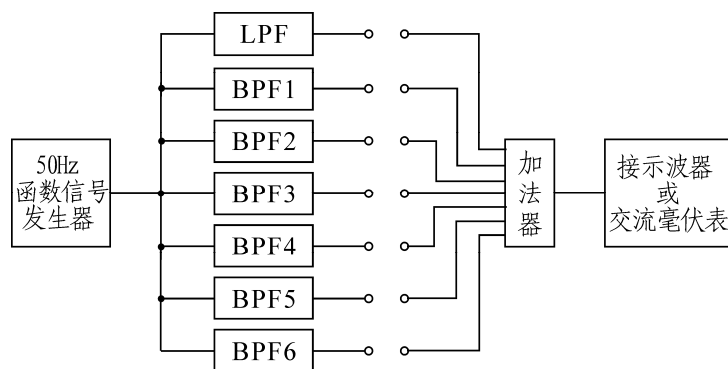 LPF
BPF1
BPF2
BPF3
BPF4
BPF5
BPF6
50Hz
函数信号
发生器
加
法
器
接示波器
或
交流毫伏表